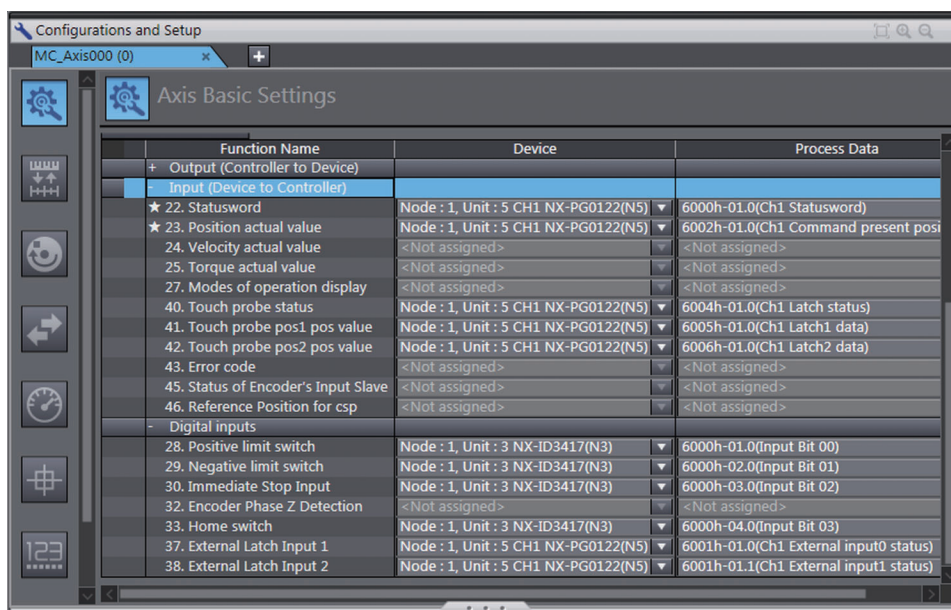 Configurations and Setup
MC_Axis000 (0) × +
Axis Basic Settings
Function Name Device Process Data
+ Output (Controller to Device)
- Input (Device to Controller)
★ 22. Statusword Node : 1, Unit : 5 CH1 NX-PG0122(N5) ▼ 6000h-01.0(Ch1 Statusword)
★ 23. Position actual value Node : 1, Unit : 5 CH1 NX-PG0122(N5) ▼ 6002h-01.0(Ch1 Command present posi
24. Velocity actual value <Not assigned> ▼ <Not assigned>
25. Torque actual value <Not assigned> ▼ <Not assigned>
27. Modes of operation display <Not assigned> ▼ <Not assigned>
40. Touch probe status Node : 1, Unit : 5 CH1 NX-PG0122(N5) ▼ 6004h-01.0(Ch1 Latch status)
41. Touch probe pos1 pos value Node : 1, Unit : 5 CH1 NX-PG0122(N5) ▼ 6005h-01.0(Ch1 Latch1 data)
42. Touch probe pos2 pos value Node : 1, Unit : 5 CH1 NX-PG0122(N5) ▼ 6006h-01.0(Ch1 Latch2 data)
43. Error code <Not assigned> ▼ <Not assigned>
45. Status of Encoder's Input Slave <Not assigned> ▼ <Not assigned>
46. Reference Position for csp <Not assigned> ▼ <Not assigned>
- Digital inputs
28. Positive limit switch Node : 1, Unit : 3 NX-ID3417(N3) ▼ 6000h-01.0(Input Bit 00)
29. Negative limit switch Node : 1, Unit : 3 NX-ID3417(N3) ▼ 6000h-02.0(Input Bit 01)
30. Immediate Stop Input Node : 1, Unit : 3 NX-ID3417(N3) ▼ 6000h-03.0(Input Bit 02)
32. Encoder Phase Z Detection <Not assigned> ▼ <Not assigned>
33. Home switch Node : 1, Unit : 3 NX-ID3417(N3) ▼ 6000h-04.0(Input Bit 03)
37. External Latch Input 1 Node : 1, Unit : 5 CH1 NX-PG0122(N5) ▼ 6001h-01.0(Ch1 External input0 status)
38. External Latch Input 2 Node : 1, Unit : 5 CH1 NX-PG0122(N5) ▼ 6001h-01.1(Ch1 External input1 status)
123